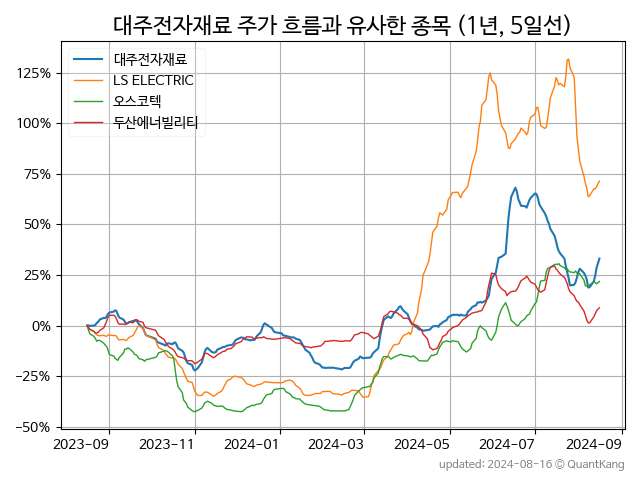 대주전자재료 주가 흐름과 유사한 종목 (1년, 5일선)
대주전자재료
LS ELECTRIC
오스코텍
두산에너빌리티
125%
100%
75%
50%
25%
0%
−25%
−50%
2023-09 2023-11 2024-01 2024-03 2024-05 2024-07 2024-09
updated: 2024-08-16 © QuantKang